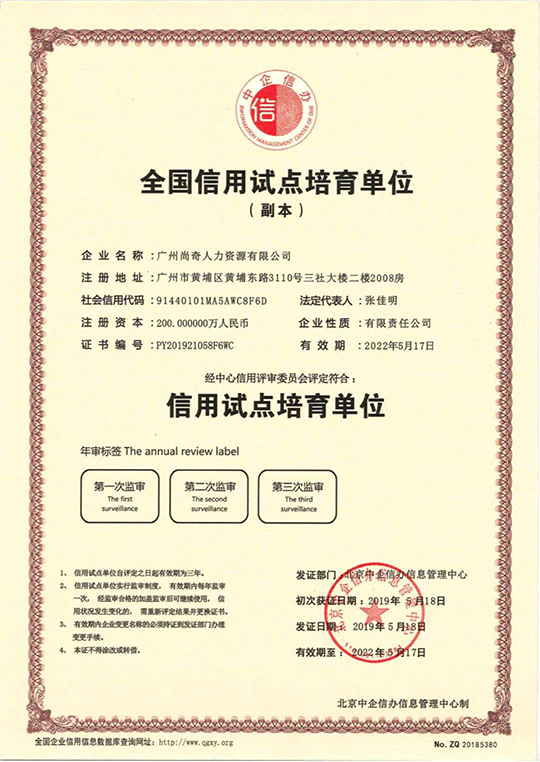 中企信办
信
INFORMATION MANAGEMENT CENTER OF SME
全国信用试点培育单位
(副本)
企业名称:广州尚奇人力资源有限公司
注册地址:广州市黄埔区黄埔东路3110号三社大楼二楼2008房
社会信用代码:91440101MA5AWC8F6D 法定代表人:张佳明
注册资本:200.000000万人民币 企业性质:有限责任公司
证书编号:PY201921058F6WC 有效期:2022年5月17日
经中心信用评审委员会评定符合:
信用试点培育单位
年审标签 The annual review label
第一次监审 第二次监审 第三次监审
The first The second The third
surveillance surveillance surveillance
1、信用试点单位自评定之日起有效期为三年。
2、信用试点单位实行监审制度,有效期内每年监审
一次,经监审合格的加盖监审后可继续使用,信
用状况发生变化的,需重新评定结果并更换证书。
3、有效期内企业变更名称的必须持证到发证部门办理
变更手续。
4、本证不得涂改或转借。
发证部门:北京中企信办信息管理中心
初次获证日期:2019年5月18日
发证日期:2019年5月18日
有效期至:2022年5月17日
北京中企信办信息管理中心
北京中企信办信息管理中心制
全国企业信用信息数据库查询网址:http://www.qgxy.org
No. ZQ 20185380